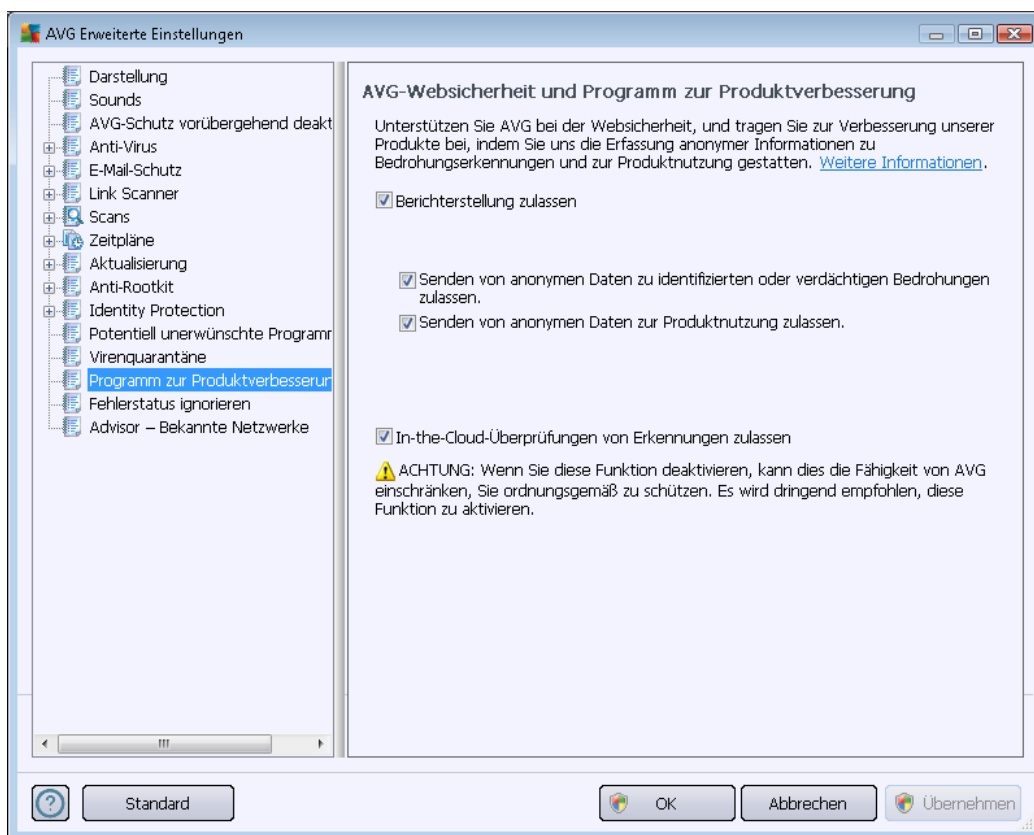 AVG Erweiterte Einstellungen
Darstellung
Sounds
AVG-Schutz vorübergehend deakt
Anti-Virus
E-Mail-Schutz
Link Scanner
Scans
Zeitpläne
Aktualisierung
Anti-Rootkit
Identity Protection
Potentiell unerwünschte Programm
Virenquarantäne
Programm zur Produktverbesserun
Fehlerstatus ignorieren
Advisor – Bekannte Netzwerke
AVG-Websicherheit und Programm zur Produktverbesserung
Unterstützen Sie AVG bei der Websicherheit, und tragen Sie zur Verbesserung unserer
Produkte bei, indem Sie uns die Erfassung anonymer Informationen zu
Bedrohungserkennungen und zur Produktnutzung gestatten. Weitere Informationen.
Berichterstellung zulassen
Senden von anonymen Daten zu identifizierten oder verdächtigen Bedrohungen
zulassen.
Senden von anonymen Daten zur Produktnutzung zulassen.
In-the-Cloud-Überprüfungen von Erkennungen zulassen
ACHTUNG: Wenn Sie diese Funktion deaktivieren, kann dies die Fähigkeit von AVG
einschränken, Sie ordnungsgemäß zu schützen. Es wird dringend empfohlen, diese
Funktion zu aktivieren.
Standard
OK
Abbrechen
Übernehmen